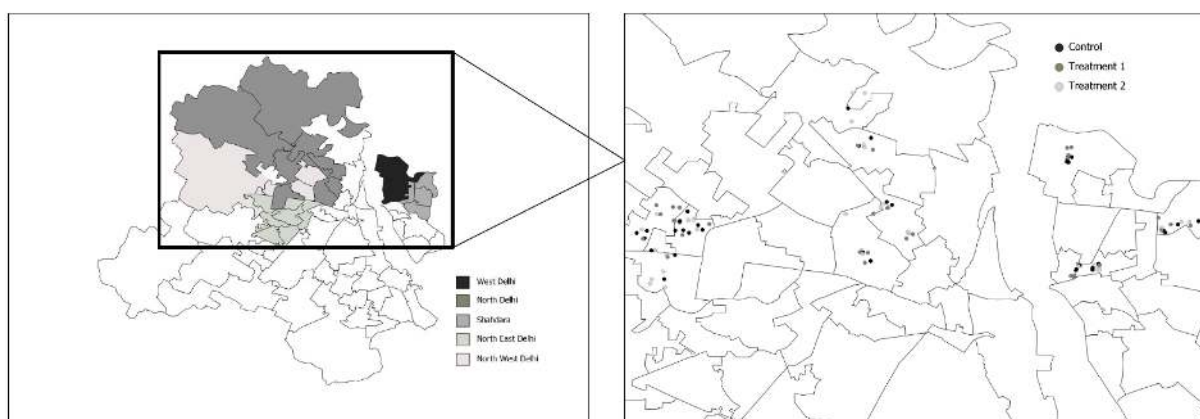 West Delhi
North Delhi
Shahdara
North East Delhi
North West Delhi
Control
Treatment 1
Treatment 2